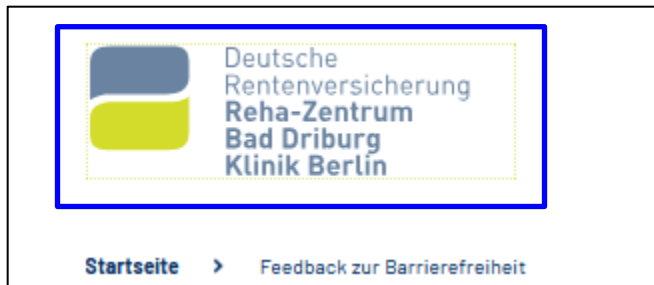 Deutsche
Rentenversicherung
Reha-Zentrum
Bad Driburg
Klinik Berlin
Startseite > Feedback zur Barrierefreiheit